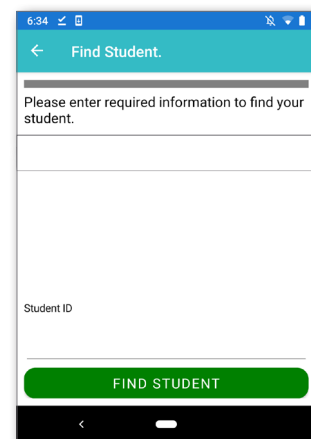 6:34
Find Student.
Please enter required information to find your
student.
Student ID
FIND STUDENT